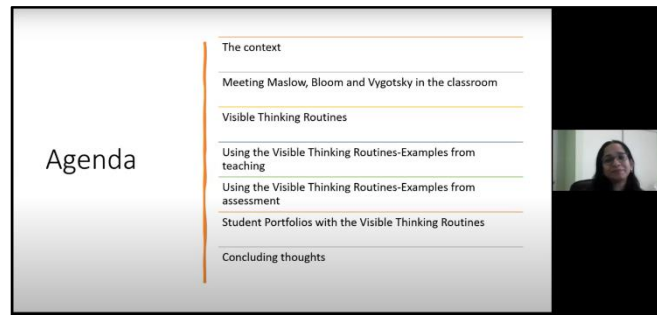 Agenda
The context
Meeting Maslow, Bloom and Vygotsky in the classroom
Visible Thinking Routines
Using the Visible Thinking Routines-Examples from
teaching
Using the Visible Thinking Routines-Examples from
assessment
Student Portfolios with the Visible Thinking Routines
Concluding thoughts